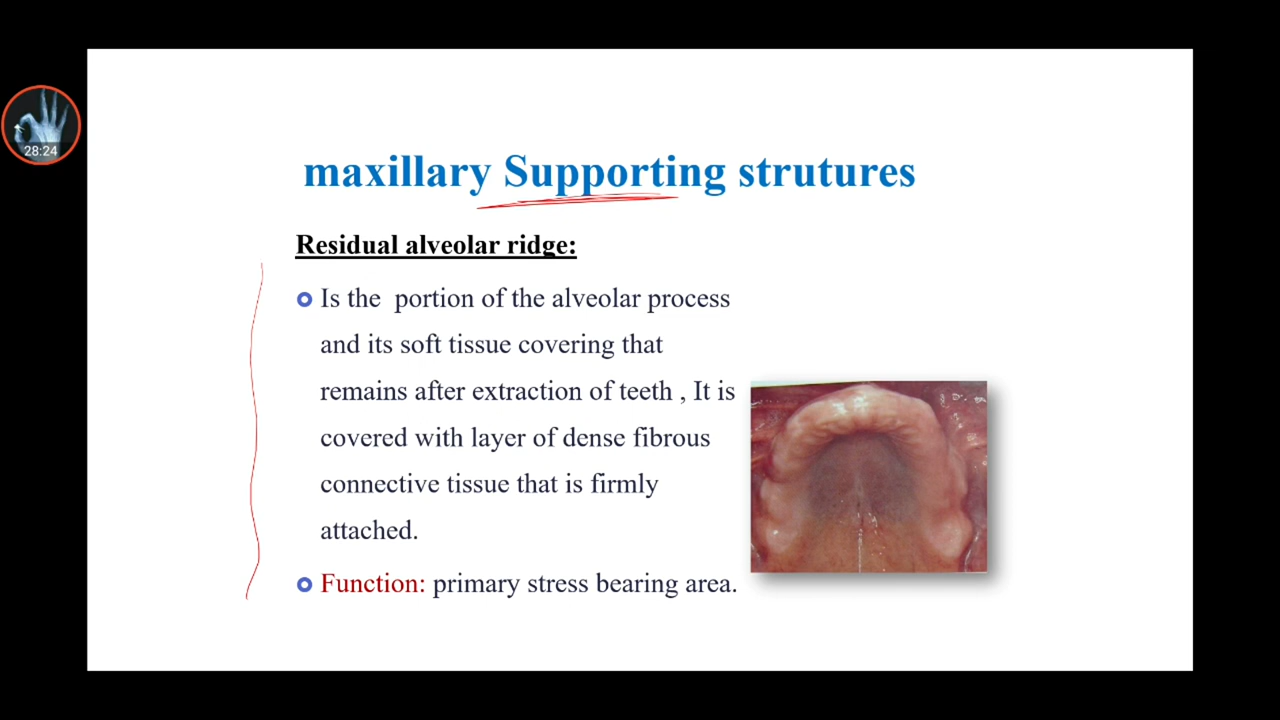 28:24
maxillary Supporting strutures
Residual alveolar ridge:
Is the portion of the alveolar process
and its soft tissue covering that
remains after extraction of teeth , It is
covered with layer of dense fibrous
connective tissue that is firmly
attached.
Function: primary stress bearing area.